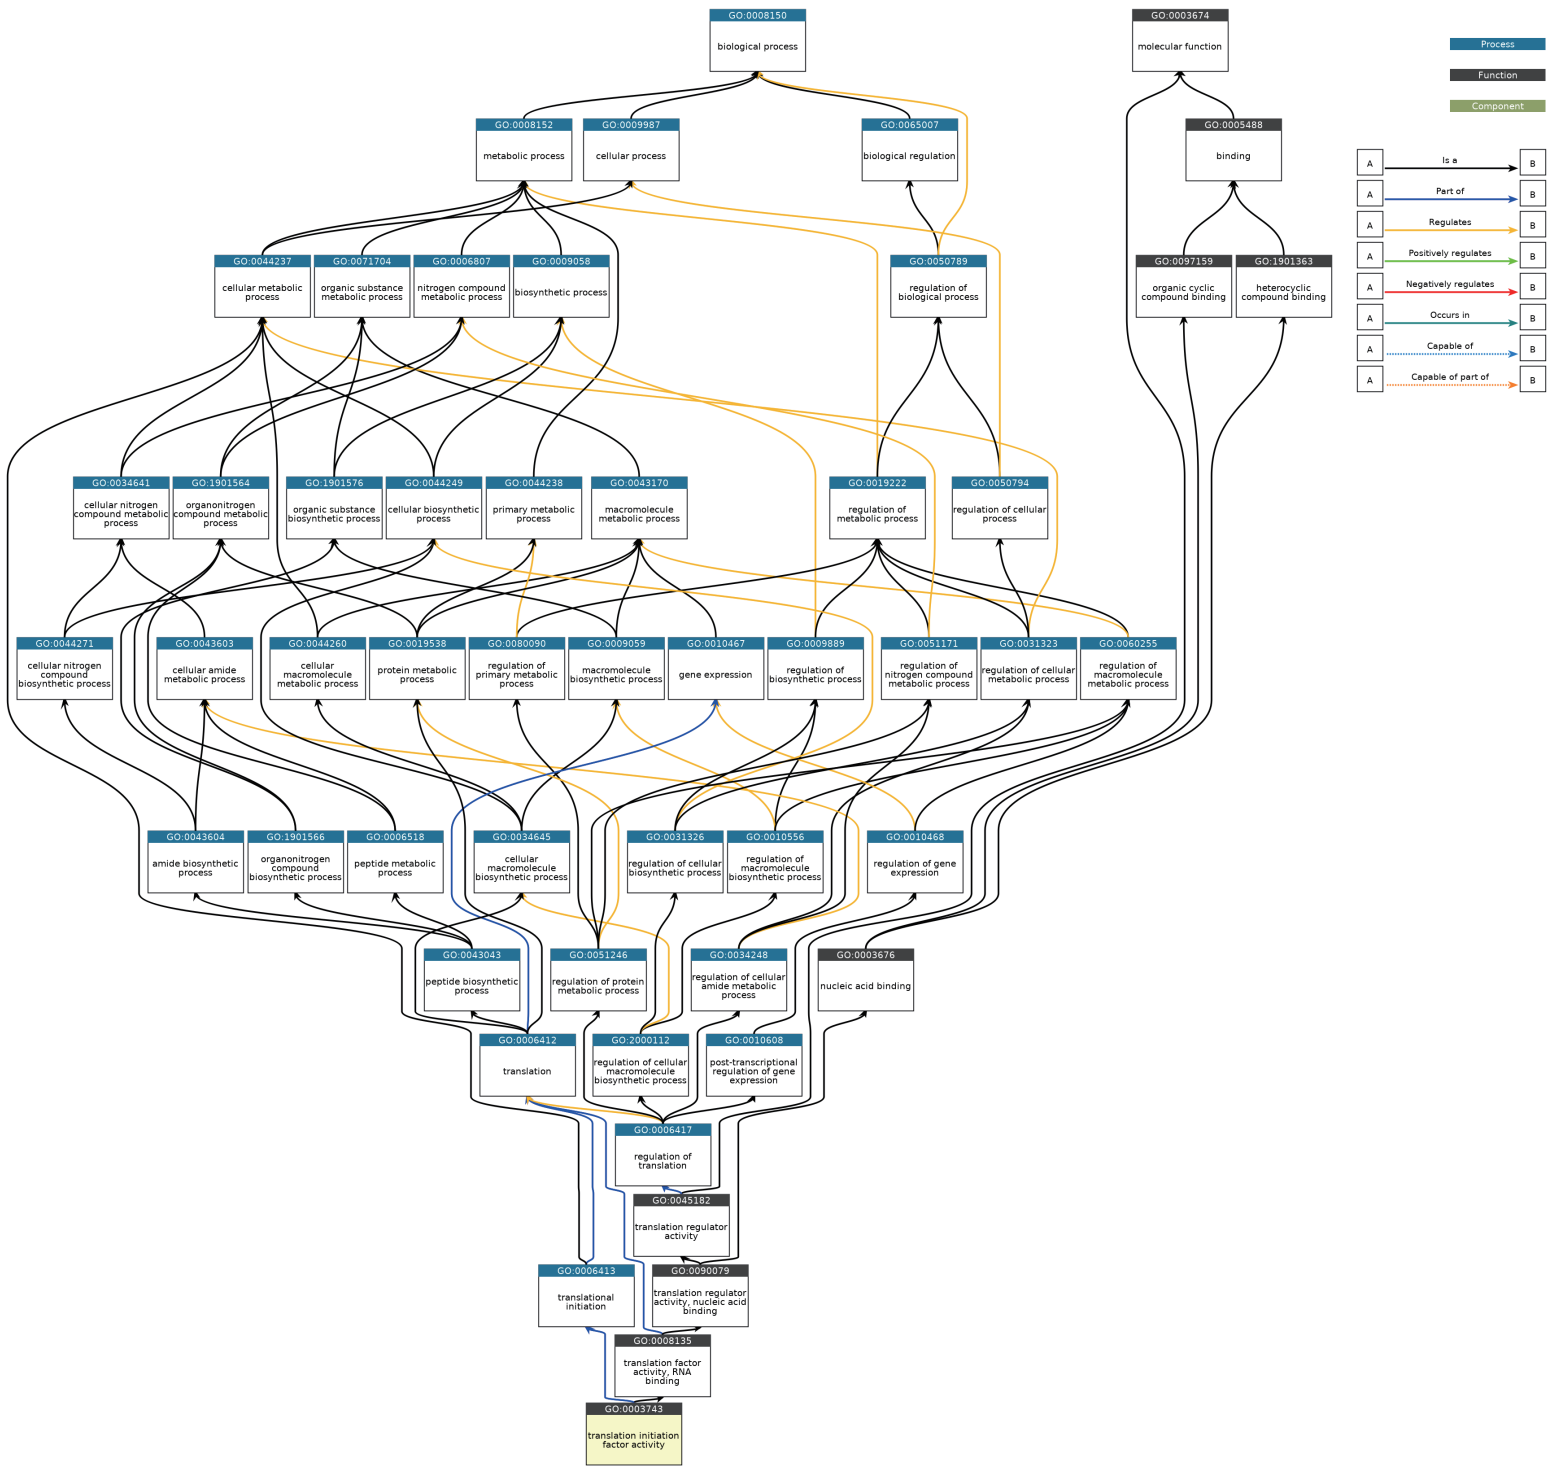 GO:0008150
biological process
GO:0003674
molecular function
Process
Function
Component
GO:0008152
metabolic process
GO:0009987
cellular process
GO:0065007
biological regulation
GO:0005488
binding
A
Is a
B
A
Part of
B
A
Regulates
B
A
Positively regulates
B
A
Negatively regulates
B
A
Occurs in
B
A
Capable of
B
A
Capable of part of
B
GO:0044237
cellular metabolic
process
GO:0071704
organic substance
metabolic process
GO:0006807
nitrogen compound
metabolic process
GO:0009058
biosynthetic process
GO:0050789
regulation of
biological process
GO:0097159
organic cyclic
compound binding
GO:1901363
heterocyclic
compound binding
GO:0034641
cellular nitrogen
compound metabolic
process
GO:1901564
organonitrogen
compound metabolic
process
GO:1901576
organic substance
biosynthetic process
GO:0044249
cellular biosynthetic
process
GO:0044238
primary metabolic
process
GO:0043170
macromolecule
metabolic process
GO:0019222
regulation of
metabolic process
GO:0050794
regulation of cellular
process
GO:0044271
cellular nitrogen
compound
biosynthetic process
GO:0043603
cellular amide
metabolic process
GO:0044260
cellular
macromolecule
metabolic process
GO:0019538
protein metabolic
process
GO:0080090
regulation of
primary metabolic
process
GO:0009059
macromolecule
biosynthetic process
GO:0010467
gene expression
GO:0009889
regulation of
biosynthetic process
GO:0051171
regulation of
nitrogen compound
metabolic process
GO:0031323
regulation of cellular
metabolic process
GO:0060255
regulation of
macromolecule
metabolic process
GO:0043604
amide biosynthetic
process
GO:1901566
organonitrogen
compound
biosynthetic process
GO:0006518
peptide metabolic
process
GO:0034645
cellular
macromolecule
biosynthetic process
GO:0031326
regulation of cellular
biosynthetic process
GO:0010556
regulation of
macromolecule
biosynthetic process
GO:0010468
regulation of gene
expression
GO:0043043
peptide biosynthetic
process
GO:0051246
regulation of protein
metabolic process
GO:0034248
regulation of cellular
amide metabolic
process
GO:0003676
nucleic acid binding
GO:0006412
translation
GO:2000112
regulation of cellular
macromolecule
biosynthetic process
GO:0010608
post-transcriptional
regulation of gene
expression
GO:0006417
regulation of
translation
GO:0045182
translation regulator
activity
GO:0006413
translational
initiation
GO:0090079
translation regulator
activity, nucleic acid
binding
GO:0008135
translation factor
activity, RNA
binding
GO:0003743
translation initiation
factor activity